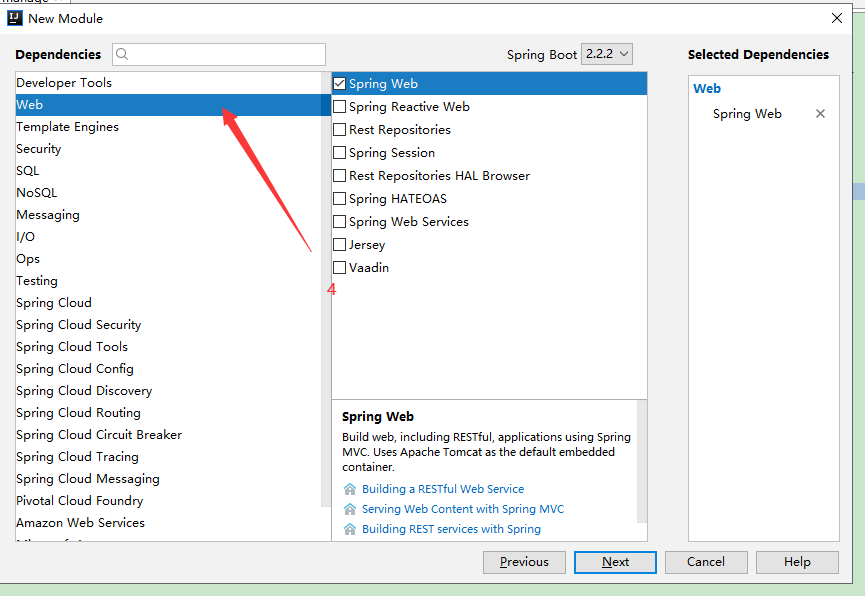 New Module
Dependencies
Spring Boot 2.2.2
Selected Dependencies
Developer Tools
Web
Template Engines
Security
SQL
NoSQL
Messaging
I/O
Ops
Testing
Spring Cloud
Spring Cloud Security
Spring Cloud Tools
Spring Cloud Config
Spring Cloud Discovery
Spring Cloud Routing
Spring Cloud Circuit Breaker
Spring Cloud Tracing
Spring Cloud Messaging
Pivotal Cloud Foundry
Amazon Web Services
Spring Web
Spring Reactive Web
Rest Repositories
Spring Session
Rest Repositories HAL Browser
Spring HATEOAS
Spring Web Services
Jersey
Vaadin
4
Spring Web
Build web, including RESTful, applications using Spring
MVC. Uses Apache Tomcat as the default embedded
container.
Building a RESTful Web Service
Serving Web Content with Spring MVC
Building REST services with Spring
Web
Spring Web
Previous
Next
Cancel
Help